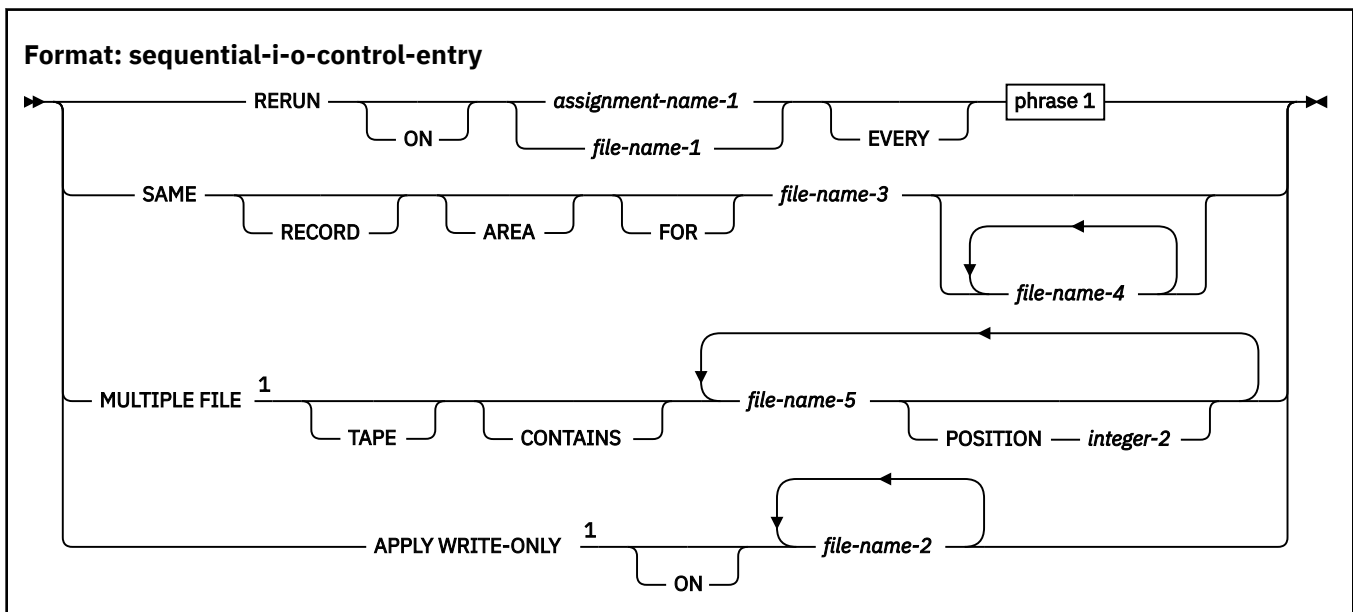 Format: sequential-i-o-control-entry
RERUN ON assignment-name-1 file-name-1 EVERY phrase 1
SAME RECORD AREA FOR file-name-3 file-name-4
MULTIPLE FILE 1 TAPE CONTAINS file-name-5 POSITION integer-2
APPLY WRITE-ONLY 1 ON file-name-2